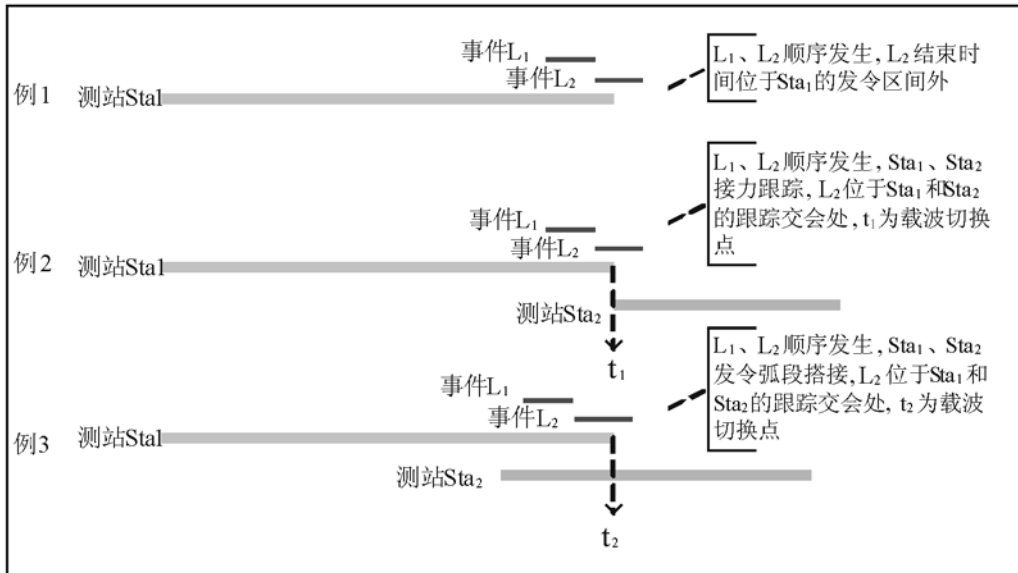 事件L₁
事件L₂
例1
测站Sta1
L₁、L₂顺序发生, L₂结束时
间位于Sta₁的发令区间外
事件L₁
事件L₂
例2
测站Sta1
测站Sta₂
t₁
L₁、L₂顺序发生, Sta₁、Sta₂
接力跟踪, L₂位于Sta₁和Sta₂
的跟踪交会处, t₁为载波切换
点
事件L₁
事件L₂
例3
测站Sta1
测站Sta₂
t₂
L₁、L₂顺序发生, Sta₁、Sta₂
发令弧段搭接, L₂位于Sta₁和
Sta₂的跟踪交会处, t₂为载波
切换点